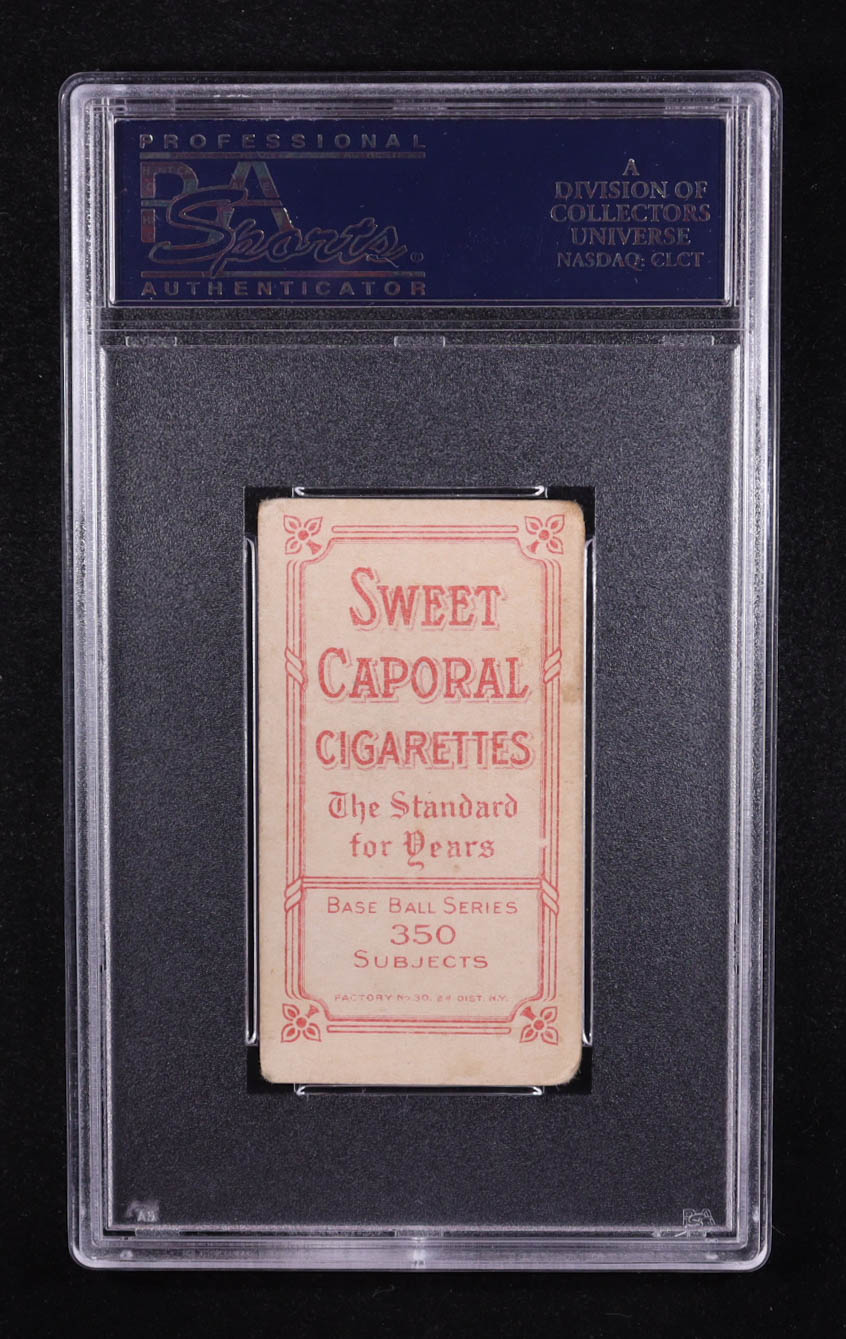 PROFESSIONAL
PSA
Sports
AUTHENTICATOR
A
DIVISION OF
COLLECTORS
UNIVERSE
NASDAQ: CLCT
SWEET
CAPORAL
CIGARETTES
The Standard
for Years
BASE BALL SERIES
350
SUBJECTS
FACTORY No 30, 2d DIST. N.Y.
PSA